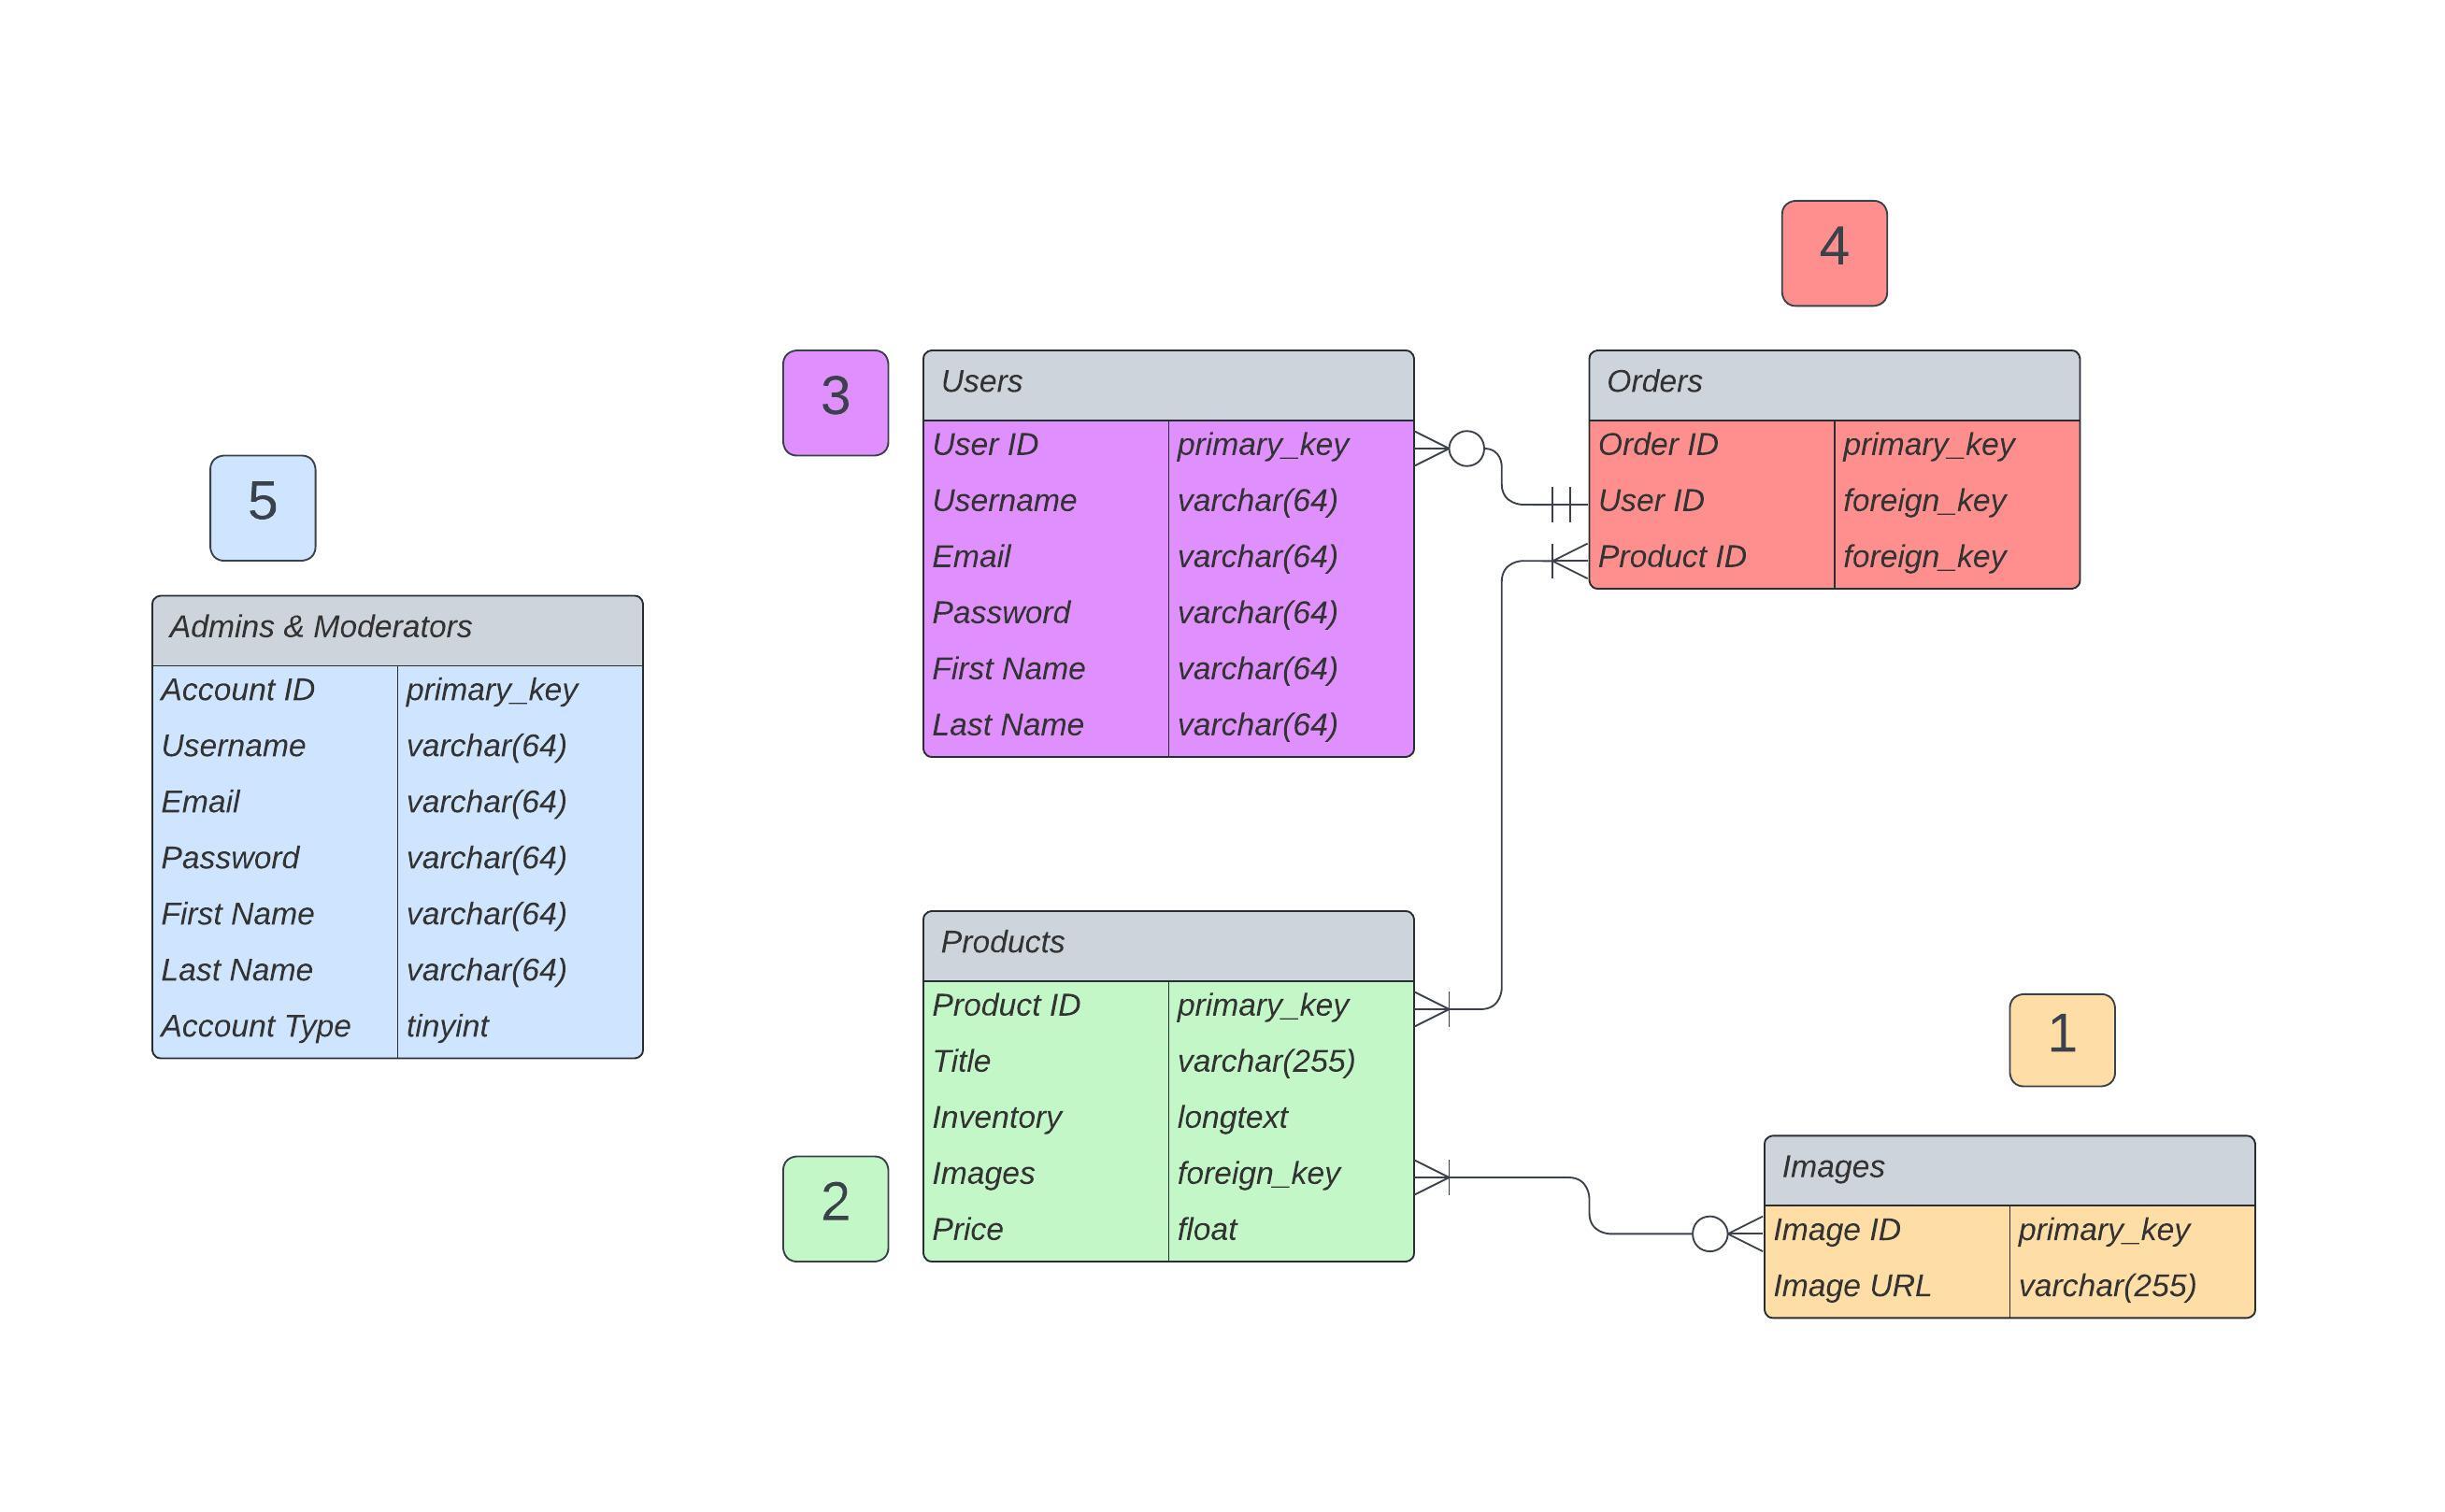 5
Admins & Moderators
Account ID primary_key
Username varchar(64)
Email varchar(64)
Password varchar(64)
First Name varchar(64)
Last Name varchar(64)
Account Type tinyint
3
Users
User ID primary_key
Username varchar(64)
Email varchar(64)
Password varchar(64)
First Name varchar(64)
Last Name varchar(64)
4
Orders
Order ID primary_key
User ID foreign_key
Product ID foreign_key
2
Products
Product ID primary_key
Title varchar(255)
Inventory longtext
Images foreign_key
Price float
1
Images
Image ID primary_key
Image URL varchar(255)